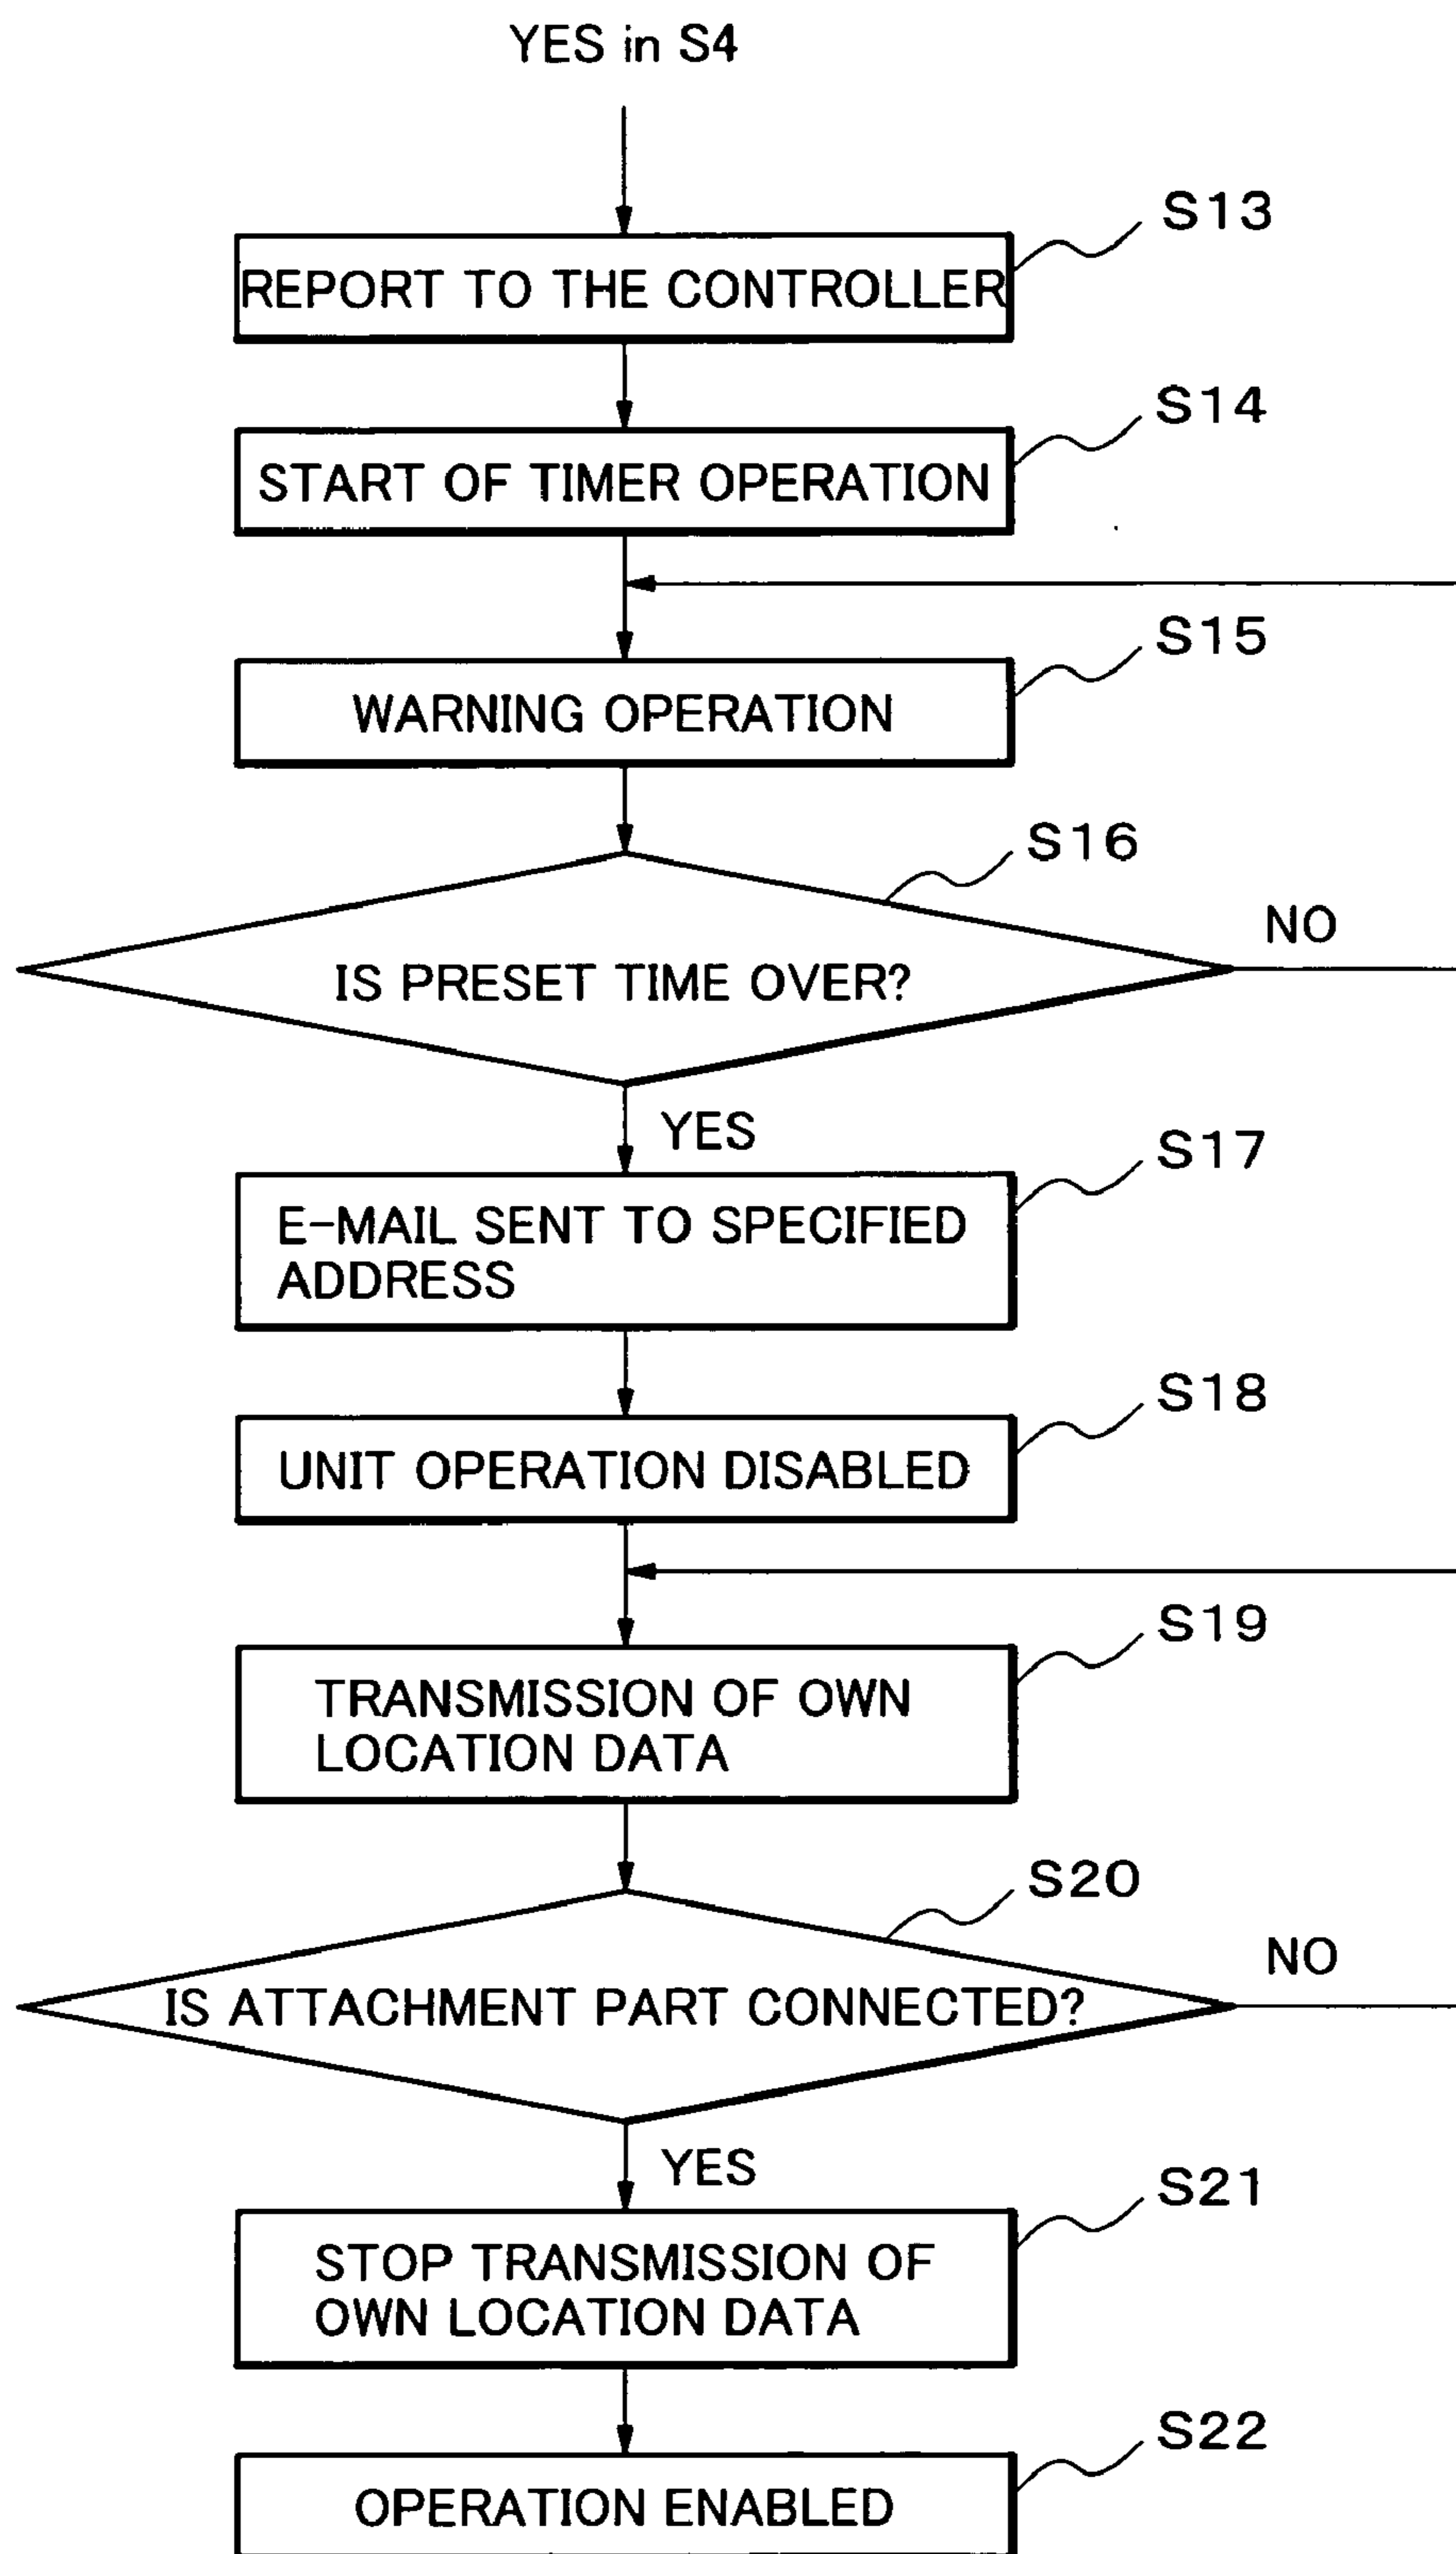 YES in S4
S13
REPORT TO THE CONTROLLER
S14
START OF TIMER OPERATION
S15
WARNING OPERATION
S16
NO
IS PRESET TIME OVER?
YES
S17
E-MAIL SENT TO SPECIFIED
ADDRESS
S18
UNIT OPERATION DISABLED
S19
TRANSMISSION OF OWN
LOCATION DATA
S20
NO
IS ATTACHMENT PART CONNECTED?
YES
S21
STOP TRANSMISSION OF
OWN LOCATION DATA
S22
OPERATION ENABLED